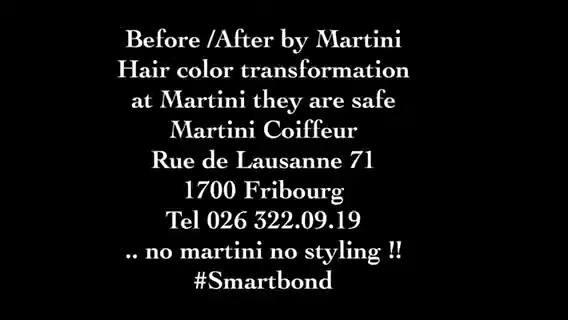 Before /After by Martini
Hair color transformation
at Martini they are safe
Martini Coiffeur
Rue de Lausanne 71
1700 Fribourg
Tel 026 322.09.19
.. no martini no styling !!
#Smartbond